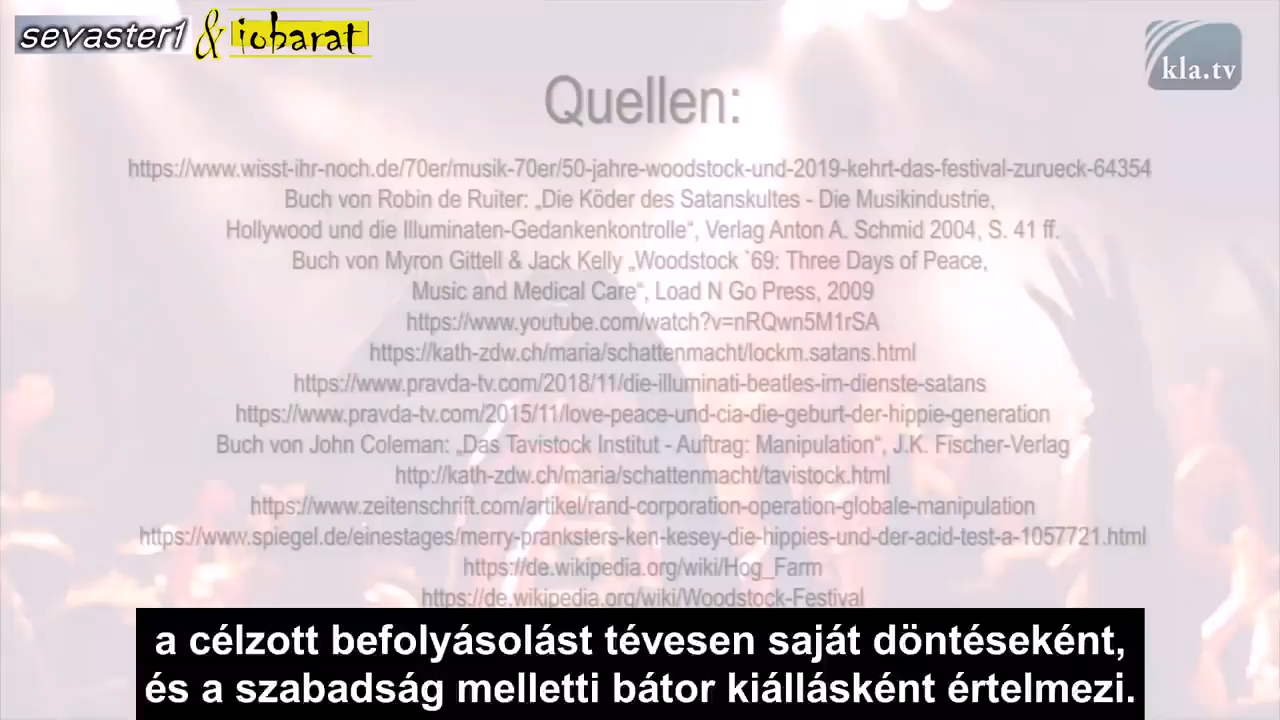 sevaster1 & iobarat
kla.tv
Quellen:
https://www.wisst-ihr-noch.de/70er/musik-70er/50-jahre-woodstock-und-2019-kehrt-das-festival-zurueck-64354
Buch von Robin de Ruiter: „Die Köder des Satanskultes - Die Musikindustrie,
Hollywood und die Illuminaten-Gedankenkontrolle“, Verlag Anton A. Schmid 2004, S. 41 ff.
Buch von Myron Gittell & Jack Kelly „Woodstock `69: Three Days of Peace,
Music and Medical Care“, Load N Go Press, 2009
https://www.youtube.com/watch?v=nRQwn5M1rSA
https://kath-zdw.ch/maria/schattenmacht/lockm.satans.html
https://www.pravda-tv.com/2018/11/die-illuminati-beatles-im-dienste-satans
https://www.pravda-tv.com/2015/11/love-peace-und-cia-die-geburt-der-hippie-generation
Buch von John Coleman: „Das Tavistock Institut - Auftrag: Manipulation“, J.K. Fischer-Verlag
http://kath-zdw.ch/maria/schattenmacht/tavistock.html
https://www.zeitenschrift.com/artikel/rand-corporation-operation-globale-manipulation
https://www.spiegel.de/einestages/merry-pranksters-ken-kesey-die-hippies-und-der-acid-test-a-1057721.html
https://de.wikipedia.org/wiki/Hog_Farm
https://de.wikipedia.org/wiki/Woodstock-Festival
a célzott befolyásolást tévesen saját döntéseként,
és a szabadság melletti bátor kiállásként értelmezi.